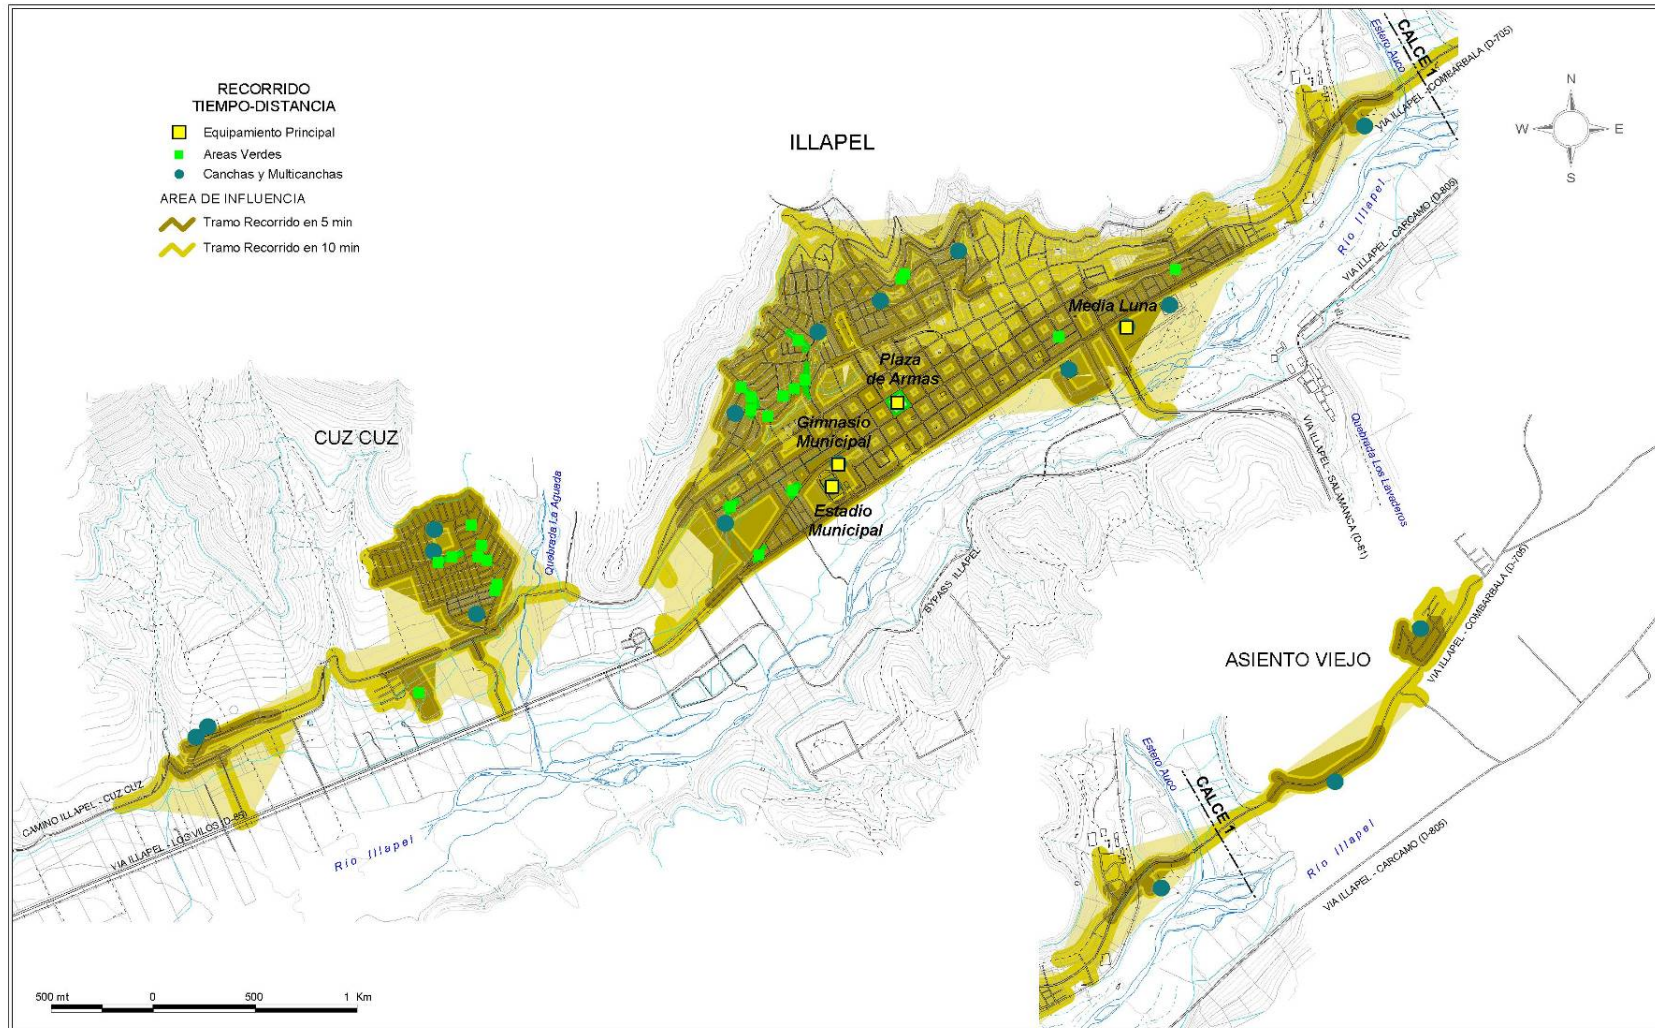 RECORRIDO
TIEMPO-DISTANCIA
Equipamiento Principal
Areas Verdes
Canchas y Multicanchas
AREA DE INFLUENCIA
Tramo Recorrido en 5 min
Tramo Recorrido en 10 min
ILLAPEL
CALCE 1
Estero Auco
VIA ILLAPEL - COMBARBALA (D-705)
N
W E
S
Río Illapel
VIA ILLAPEL - CARCAMO (D-805)
Media Luna
Plaza
de Armas
Gimnasio
Municipal
Estadio
Municipal
CUZ CUZ
Quebrada La Aguada
Quebrada Los Lavaderos
VIA ILLAPEL - SALAMANCA (D-81)
BYPASS ILLAPEL
ASIENTO VIEJO
VIA ILLAPEL - COMBARBALA (D-705)
Estero Auco
CALCE 1
Río Illapel
VIA ILLAPEL - CARCAMO (D-805)
CAMINO ILLAPEL - CUZ CUZ
VIA ILLAPEL - LOS VILOS (D-85)
Río Illapel
500 mt 0 500 1 Km